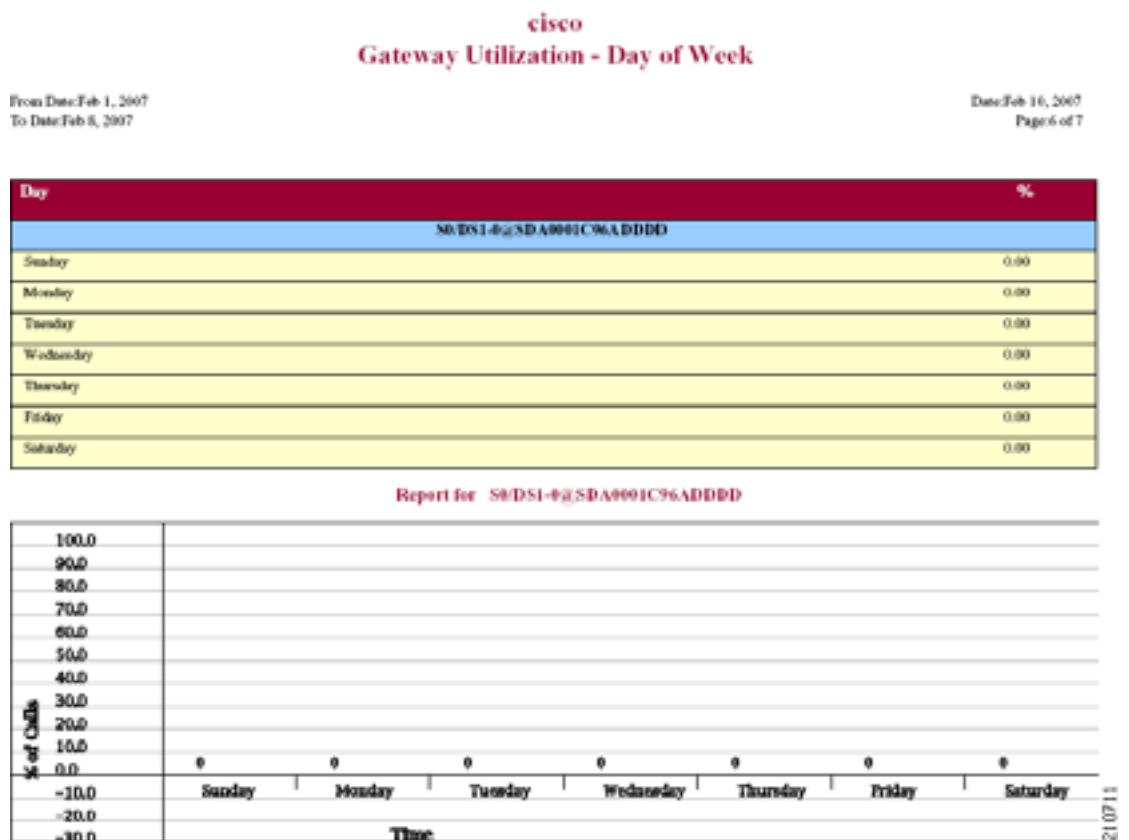 cisco
Gateway Utilization - Day of Week
From Date:Feb 1, 2007
To Date:Feb 8, 2007
Date:Feb 10, 2007
Page:6 of 7
Day %
S0/DS1-0@SDA0001C96ADDDD
Sunday 0.00
Monday 0.00
Tuesday 0.00
Wednesday 0.00
Thursday 0.00
Friday 0.00
Saturday 0.00
Report for S0/DS1-0@SDA0001C96ADDDD
100.0
90.0
80.0
70.0
60.0
50.0
40.0
30.0
20.0
10.0
0.0
-10.0
-20.0
-30.0
% of Calls
0 0 0 0 0 0 0
Sunday Monday Tuesday Wednesday Thursday Friday Saturday
Time
210711